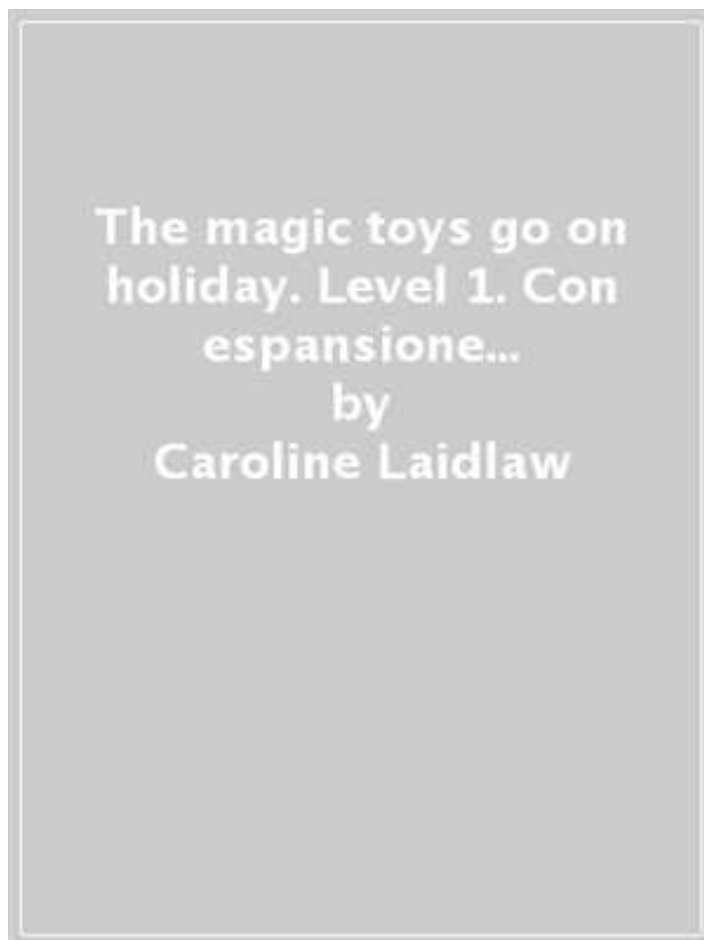 The magic toys go on
holiday. Level 1. Con
espansione...
by
Caroline Laidlaw